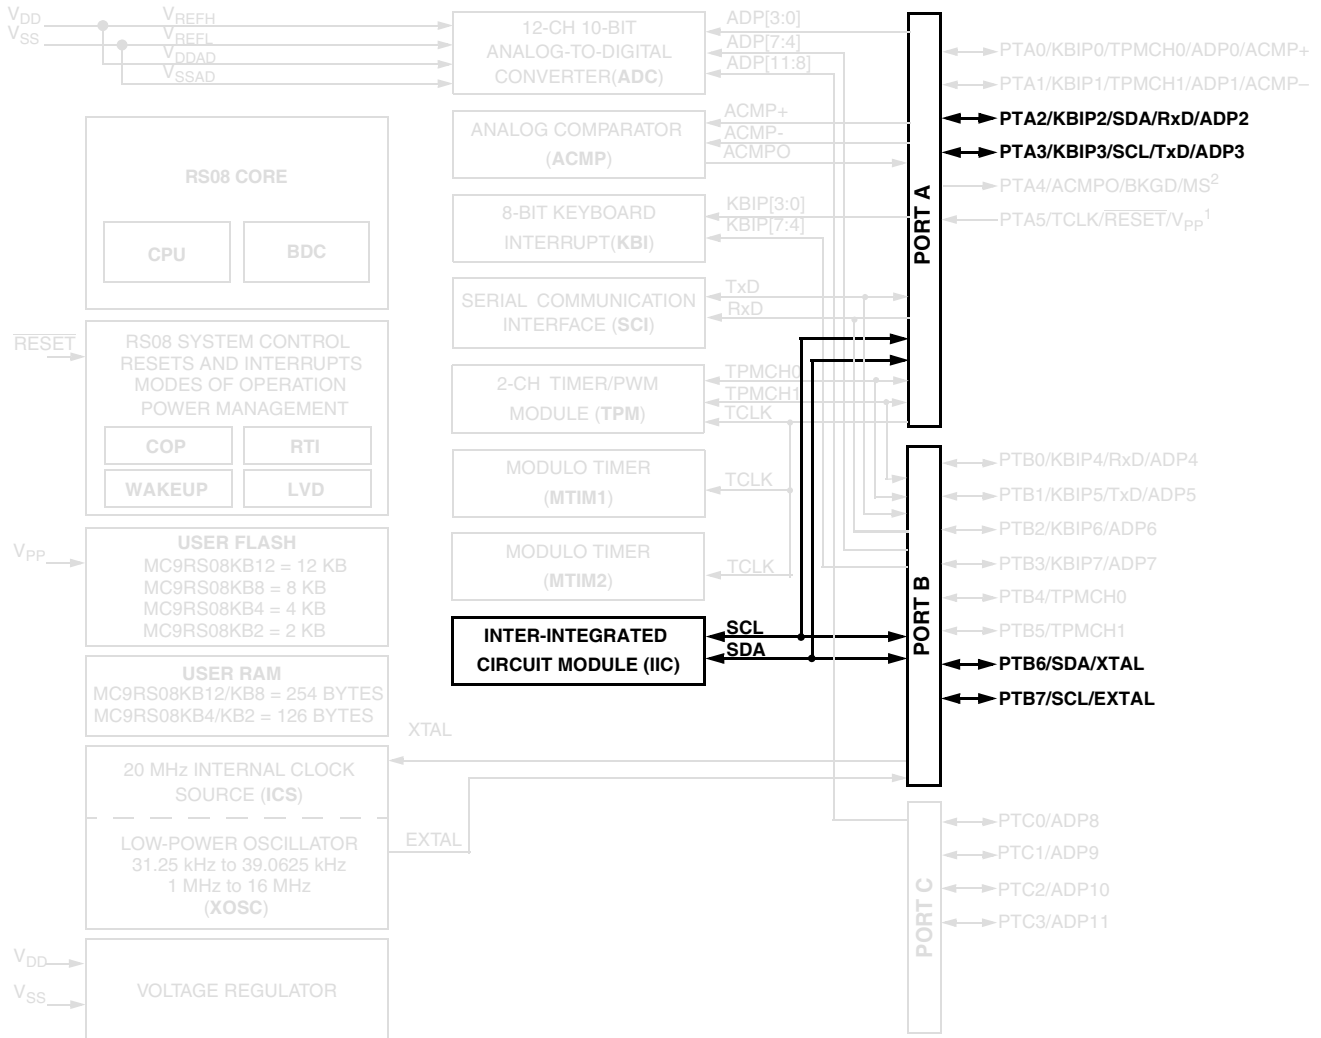 VDD
VSS
VREFH
VREFL
VDDAD
VSSAD
12-CH 10-BIT
ANALOG-TO-DIGITAL
CONVERTER(ADC)
ADP[3:0]
ADP[7:4]
ADP[11:8]
ANALOG COMPARATOR
(ACMP)
ACMP+
ACMP-
ACMPO
8-BIT KEYBOARD
INTERRUPT(KBI)
KBIP[3:0]
KBIP[7:4]
SERIAL COMMUNICATION
INTERFACE (SCI)
TxD
RxD
2-CH TIMER/PWM
MODULE (TPM)
TPMCH0
TPMCH1
TCLK
MODULO TIMER
(MTIM1)
TCLK
MODULO TIMER
(MTIM2)
TCLK
INTER-INTEGRATED
CIRCUIT MODULE (IIC)
SCL
SDA
RS08 CORE
CPU
BDC
RESET
RS08 SYSTEM CONTROL
RESETS AND INTERRUPTS
MODES OF OPERATION
POWER MANAGEMENT
COP
RTI
WAKEUP
LVD
VPP
USER FLASH
MC9RS08KB12 = 12 KB
MC9RS08KB8 = 8 KB
MC9RS08KB4 = 4 KB
MC9RS08KB2 = 2 KB
USER RAM
MC9RS08KB12/KB8 = 254 BYTES
MC9RS08KB4/KB2 = 126 BYTES
XTAL
20 MHz INTERNAL CLOCK
SOURCE (ICS)
LOW-POWER OSCILLATOR
31.25 kHz to 39.0625 kHz
1 MHz to 16 MHz
(XOSC)
EXTAL
VDD
VSS
VOLTAGE REGULATOR
PORT A
PTA0/KBIP0/TPMCH0/ADP0/ACMP+
PTA1/KBIP1/TPMCH1/ADP1/ACMP–
PTA2/KBIP2/SDA/RxD/ADP2
PTA3/KBIP3/SCL/TxD/ADP3
PTA4/ACMPO/BKGD/MS2
PTA5/TCLK/RESET/VPP1
PORT B
PTB0/KBIP4/RxD/ADP4
PTB1/KBIP5/TxD/ADP5
PTB2/KBIP6/ADP6
PTB3/KBIP7/ADP7
PTB4/TPMCH0
PTB5/TPMCH1
PTB6/SDA/XTAL
PTB7/SCL/EXTAL
PORT C
PTC0/ADP8
PTC1/ADP9
PTC2/ADP10
PTC3/ADP11